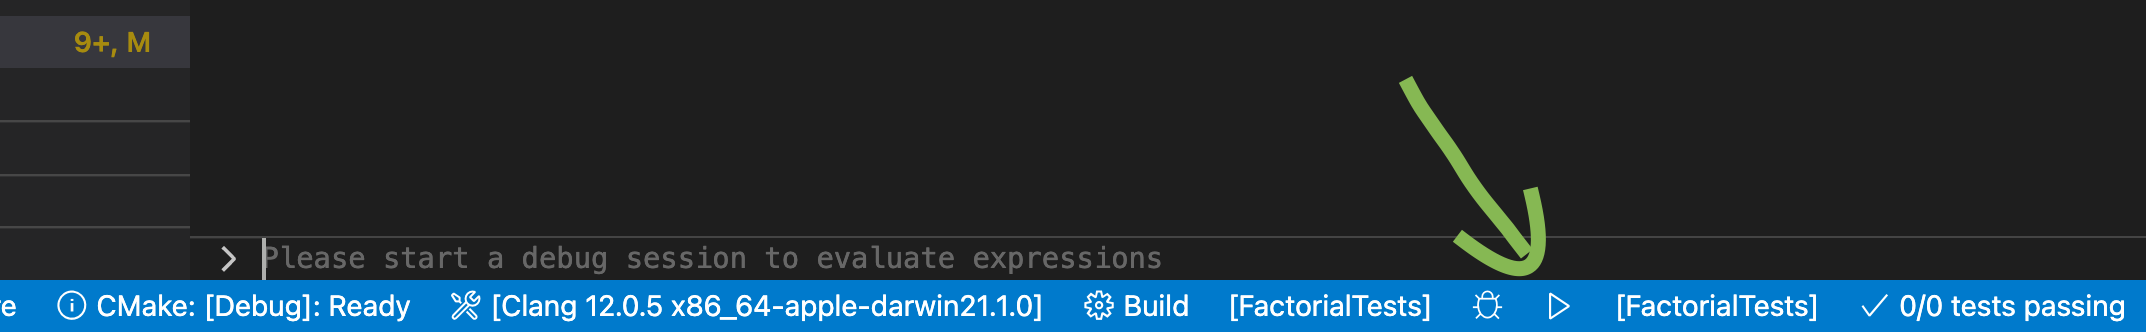 9+, M
Please start a debug session to evaluate expressions
re CMake: [Debug]: Ready [Clang 12.0.5 x86_64-apple-darwin21.1.0] Build [FactorialTests] [FactorialTests] 0/0 tests passing